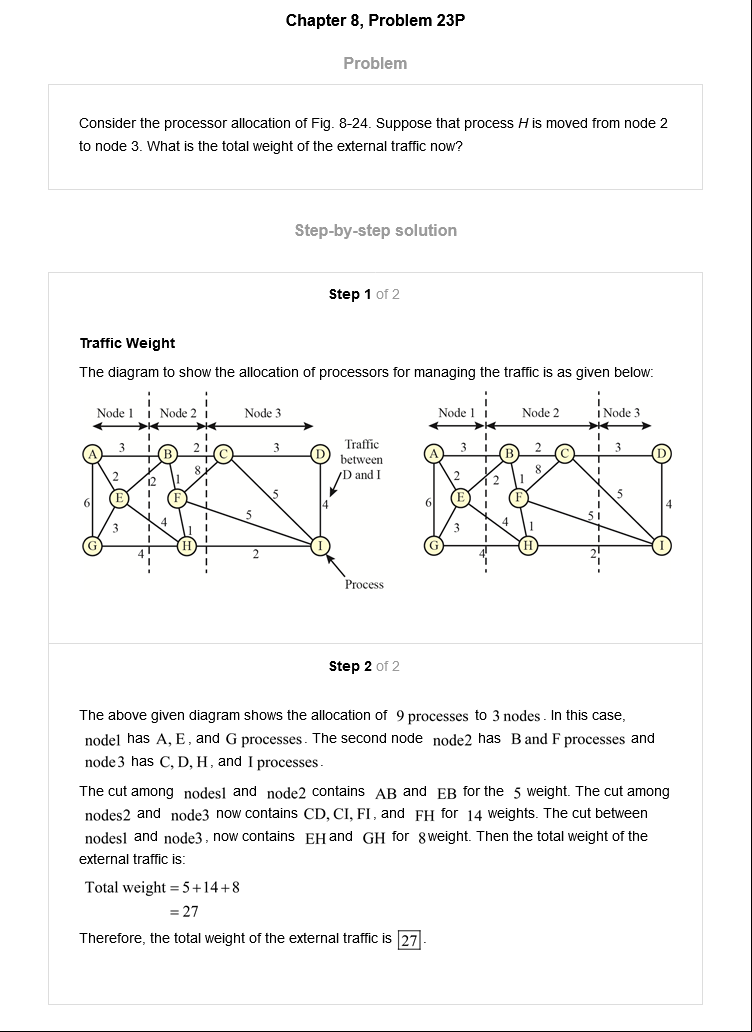 Chapter 8, Problem 23P
Problem
Consider the processor allocation of Fig. 8-24. Suppose that process H is moved from node 2
to node 3. What is the total weight of the external traffic now?
Step-by-step solution
Step 1 of 2
Traffic Weight
The diagram to show the allocation of processors for managing the traffic is as given below:
Node 1 Node 2 Node 3
A 3 B 2 C 3 D
2 2 1 8
6 E F 5 4
3 4 1 5
G 4 H 2 I
Traffic
between
D and I
Process
Node 1 Node 2 Node 3
A 3 B 2 C 3 D
2 2 1 8
6 E F 5 4
3 4 1 5
G 4 H 2 I
Step 2 of 2
The above given diagram shows the allocation of 9 processes to 3 nodes. In this case,
node1 has A, E, and G processes. The second node node2 has B and F processes and
node3 has C, D, H, and I processes.
The cut among nodes1 and node2 contains AB and EB for the 5 weight. The cut among
nodes2 and node3 now contains CD, CI, FI, and FH for 14 weights. The cut between
nodes1 and node3, now contains EH and GH for 8 weight. Then the total weight of the
external traffic is:
Total weight = 5+14+8
= 27
Therefore, the total weight of the external traffic is 27.